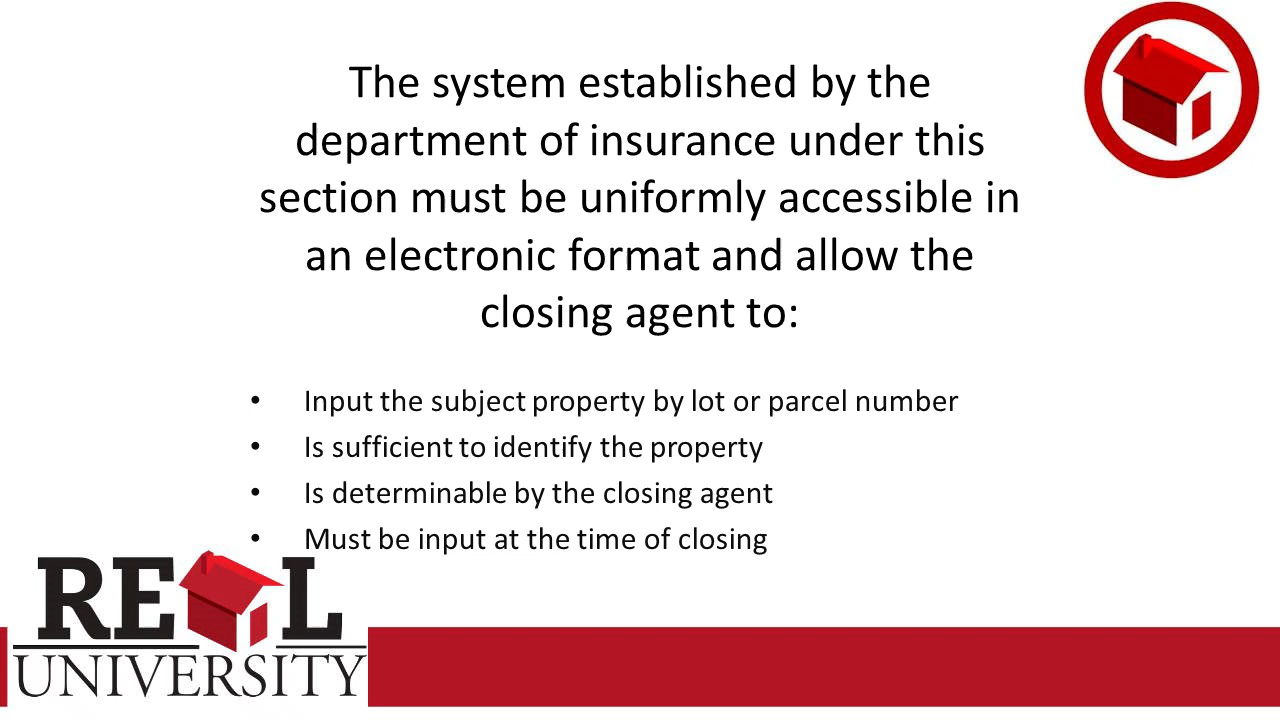 The system established by the
department of insurance under this
section must be uniformly accessible in
an electronic format and allow the
closing agent to:
• Input the subject property by lot or parcel number
• Is sufficient to identify the property
• Is determinable by the closing agent
• Must be input at the time of closing
REAL
UNIVERSITY